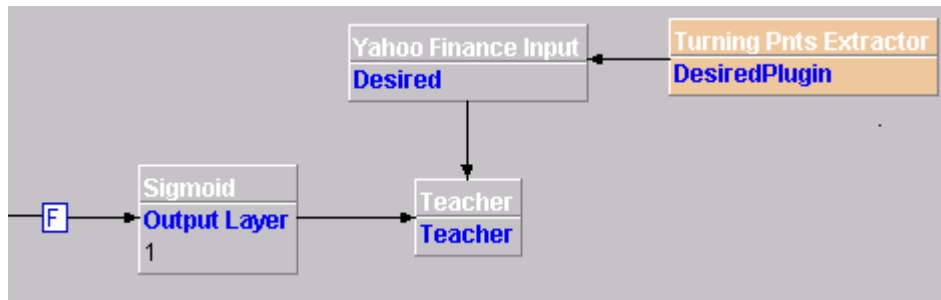 Yahoo Finance Input
Desired
Turning Pnts Extractor
DesiredPlugin
F
Sigmoid
Output Layer
1
Teacher
Teacher